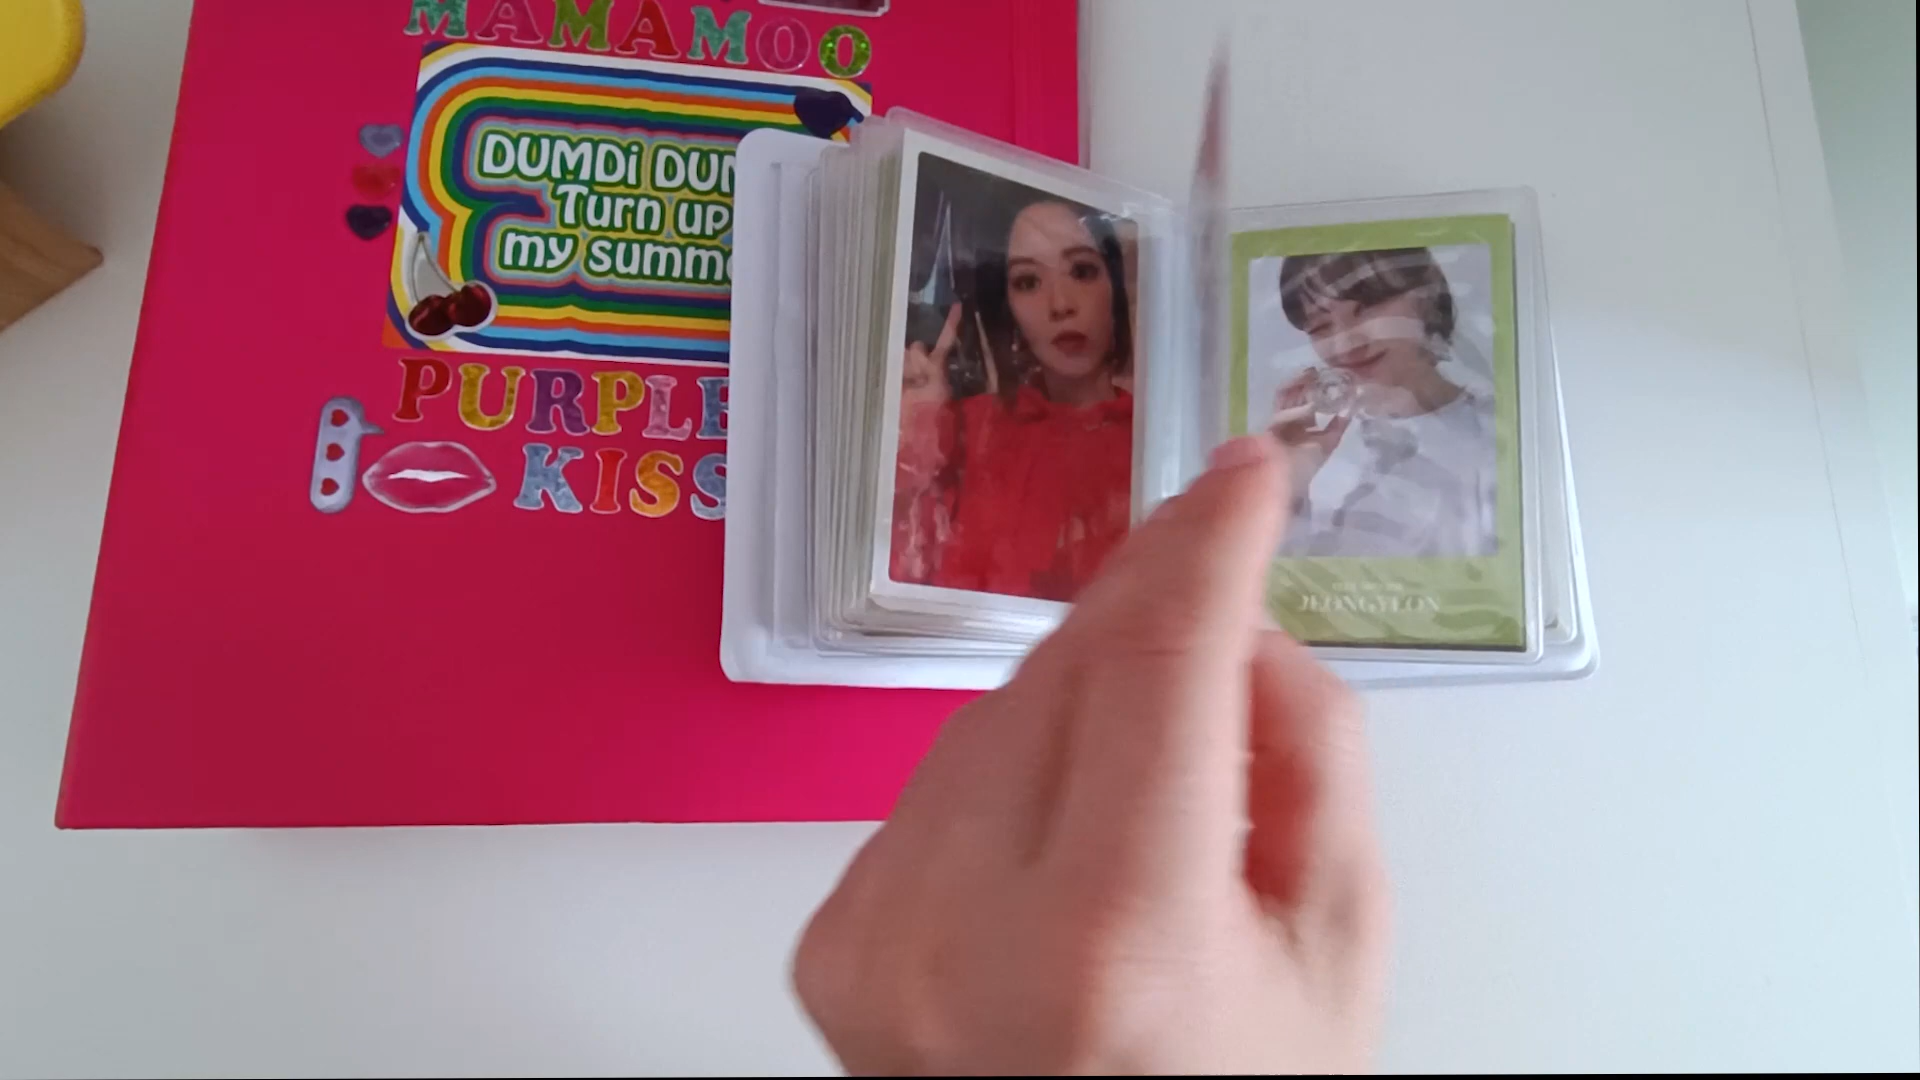 MAMAMOO
DUMDi DUM
Turn up
my summe
PURPLE
KISS
JEONGYEON